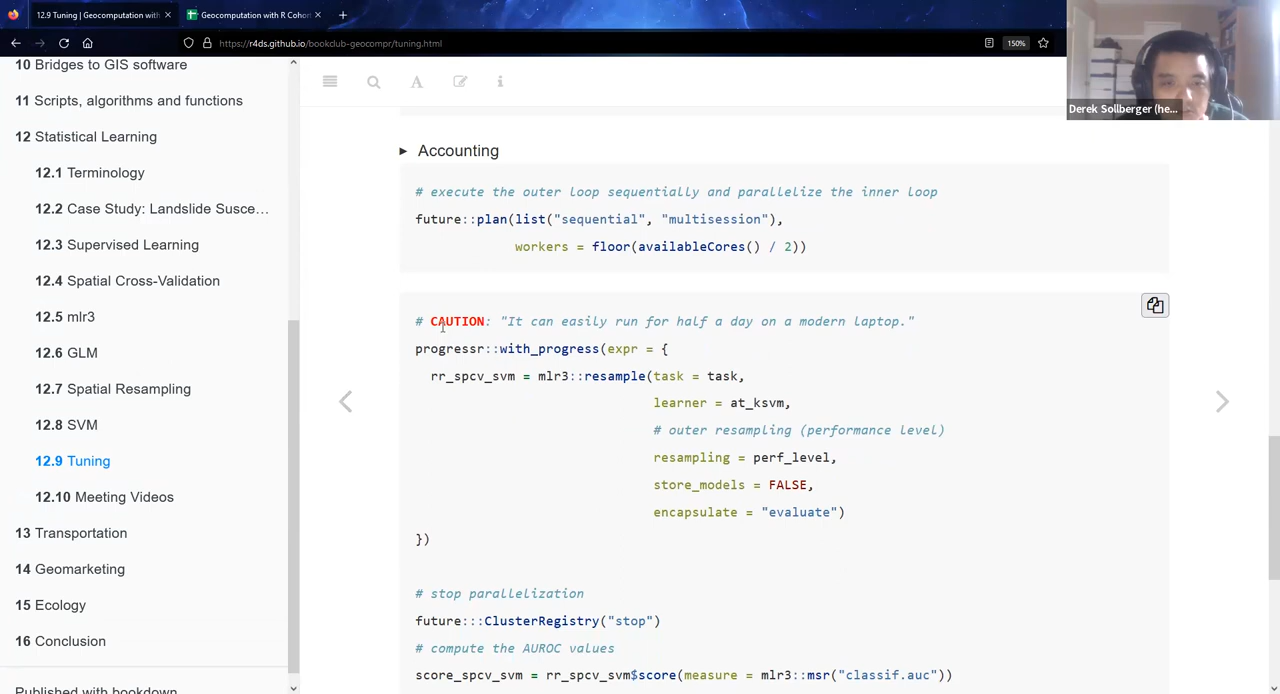 12.9 Tuning | Geocomputation with
Geocomputation with R Cohor
https://r4ds.github.io/bookclub-geocompr/tuning.html
150%
Derek Sollberger (he...
10 Bridges to GIS software
11 Scripts, algorithms and functions
12 Statistical Learning
12.1 Terminology
12.2 Case Study: Landslide Susce…
12.3 Supervised Learning
12.4 Spatial Cross-Validation
12.5 mlr3
12.6 GLM
12.7 Spatial Resampling
12.8 SVM
12.9 Tuning
12.10 Meeting Videos
13 Transportation
14 Geomarketing
15 Ecology
16 Conclusion
Published with bookdown
Accounting
# execute the outer loop sequentially and parallelize the inner loop
future::plan(list("sequential", "multisession"),
workers = floor(availableCores() / 2))
# CAUTION: "It can easily run for half a day on a modern laptop."
progressr::with_progress(expr = {
rr_spcv_svm = mlr3::resample(task = task,
learner = at_ksvm,
# outer resampling (performance level)
resampling = perf_level,
store_models = FALSE,
encapsulate = "evaluate")
})
# stop parallelization
future:::ClusterRegistry("stop")
# compute the AUROC values
score_spcv_svm = rr_spcv_svm$score(measure = mlr3::msr("classif.auc"))